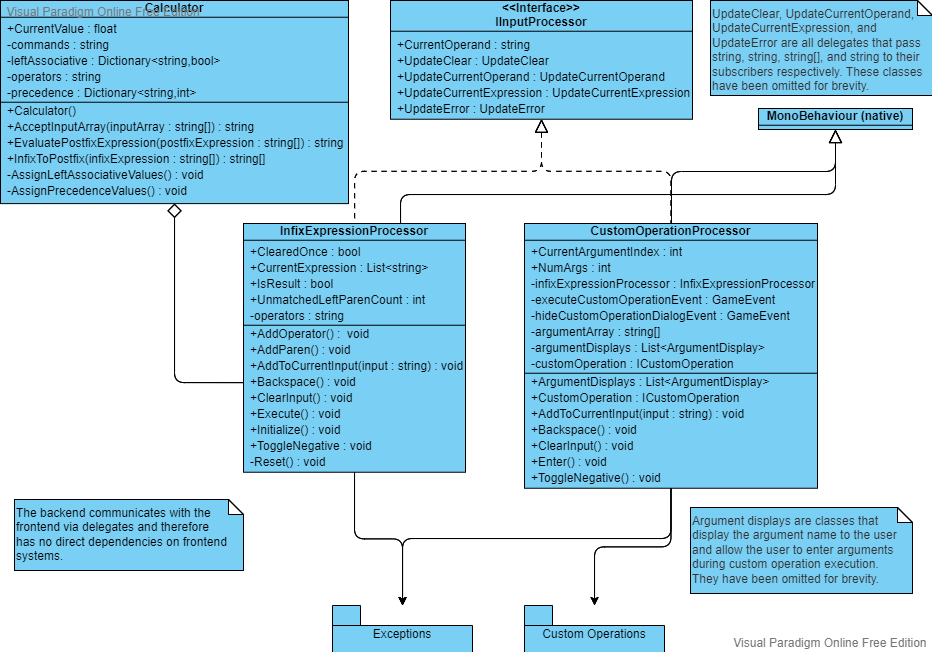 Visual Paradigm Online Free Edition
Calculator
+CurrentValue : float
-commands : string
-leftAssociative : Dictionary<string,bool>
-operators : string
-precedence : Dictionary<string,int>
+Calculator()
+AcceptInputArray(inputArray : string[]) : string
+EvaluatePostfixExpression(postfixExpression : string[]) : string
+InfixToPostfix(infixExpression : string[]) : string[]
-AssignLeftAssociativeValues() : void
-AssignPrecedenceValues() : void
<<Interface>>
IInputProcessor
+CurrentOperand : string
+UpdateClear : UpdateClear
+UpdateCurrentOperand : UpdateCurrentOperand
+UpdateCurrentExpression : UpdateCurrentExpression
+UpdateError : UpdateError
UpdateClear, UpdateCurrentOperand,
UpdateCurrentExpression, and
UpdateError are all delegates that pass
string, string, string[], and string to their
subscribers respectively. These classes
have been omitted for brevity.
MonoBehaviour (native)
InfixExpressionProcessor
+ClearedOnce : bool
+CurrentExpression : List<string>
+IsResult : bool
+UnmatchedLeftParenCount : int
-operators : string
+AddOperator() : void
+AddParen() : void
+AddToCurrentInput(input : string) : void
+Backspace() : void
+ClearInput() : void
+Execute() : void
+Initialize() : void
+ToggleNegative : void
-Reset() : void
CustomOperationProcessor
+CurrentArgumentIndex : int
+NumArgs : int
-infixExpressionProcessor : InfixExpressionProcessor
-executeCustomOperationEvent : GameEvent
-hideCustomOperationDialogEvent : GameEvent
-argumentArray : string[]
-argumentDisplays : List<ArgumentDisplay>
-customOperation : ICustomOperation
+ArgumentDisplays : List<ArgumentDisplay>
+CustomOperation : ICustomOperation
+AddToCurrentInput(input : string) : void
+Backspace() : void
+ClearInput() : void
+Enter() : void
+ToggleNegative() : void
The backend communicates with the
frontend via delegates and therefore
has no direct dependencies on frontend
systems.
Argument displays are classes that
display the argument name to the user
and allow the user to enter arguments
during custom operation execution.
They have been omitted for brevity.
Exceptions
Custom Operations
Visual Paradigm Online Free Edition